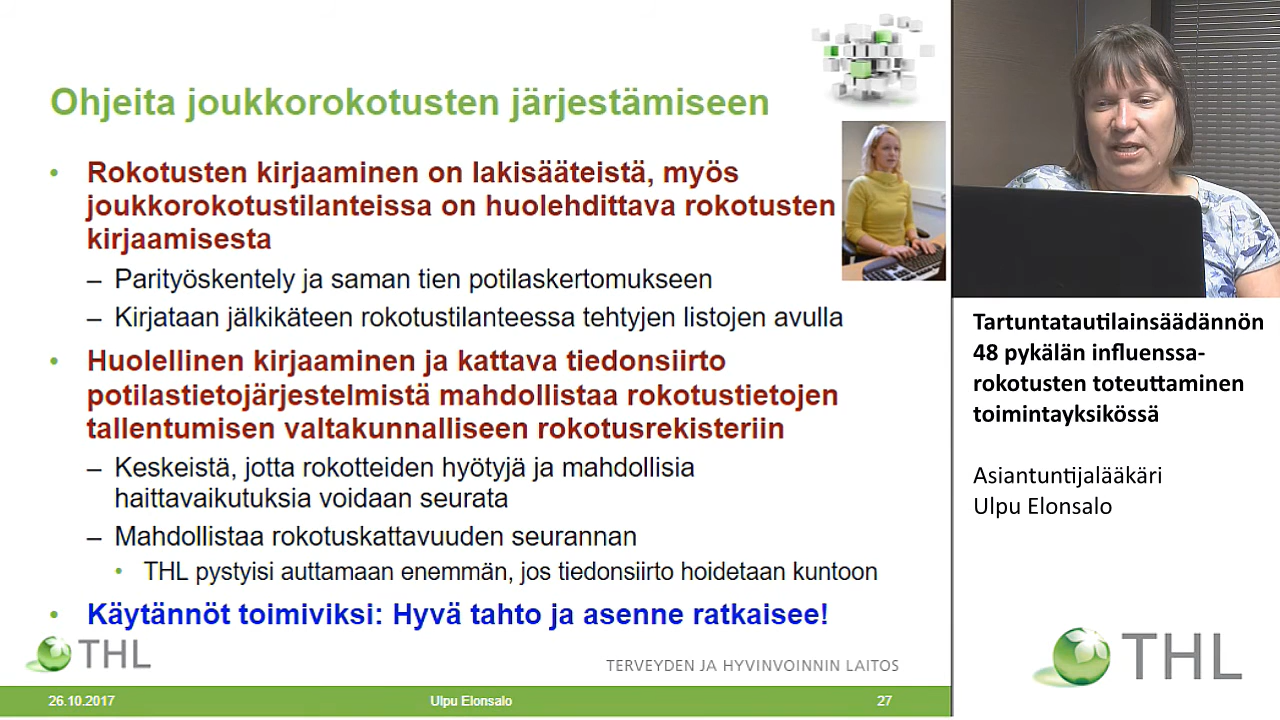 Ohjeita joukkorokotusten järjestämiseen
• Rokotusten kirjaaminen on lakisääteistä, myös
joukkorokotustilanteissa on huolehdittava rokotusten
kirjaamisesta
– Parityöskentely ja saman tien potilaskertomukseen
– Kirjataan jälkikäteen rokotustilanteessa tehtyjen listojen avulla
• Huolellinen kirjaaminen ja kattava tiedonsiirto
potilastietojärjestelmistä mahdollistaa rokotustietojen
tallentumisen valtakunnalliseen rokotusrekisteriin
– Keskeistä, jotta rokotteiden hyötyjä ja mahdollisia
haittavaikutuksia voidaan seurata
– Mahdollistaa rokotuskattavuuden seurannan
• THL pystyisi auttamaan enemmän, jos tiedonsiirto hoidetaan kuntoon
• Käytännöt toimiviksi: Hyvä tahto ja asenne ratkaisee!
THL
TERVEYDEN JA HYVINVOINNIN LAITOS
26.10.2017
Ulpu Elonsalo
27
Tartuntatautilainsäädännön
48 pykälän influenssa-
rokotusten toteuttaminen
toimintayksikössä
Asiantuntijalääkäri
Ulpu Elonsalo
THL